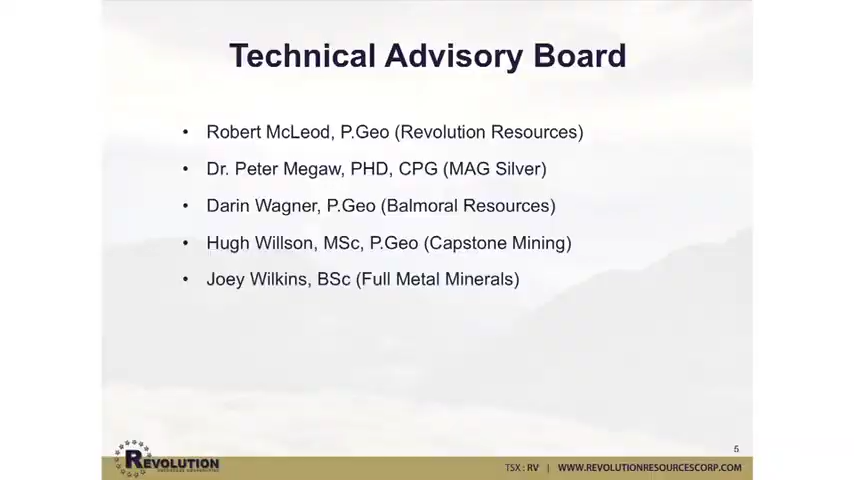 Technical Advisory Board
• Robert McLeod, P.Geo (Revolution Resources)
• Dr. Peter Megaw, PHD, CPG (MAG Silver)
• Darin Wagner, P.Geo (Balmoral Resources)
• Hugh Willson, MSc, P.Geo (Capstone Mining)
• Joey Wilkins, BSc (Full Metal Minerals)
5
REVOLUTION
TSX : RV | WWW.REVOLUTIONRESOURCESCORP.COM